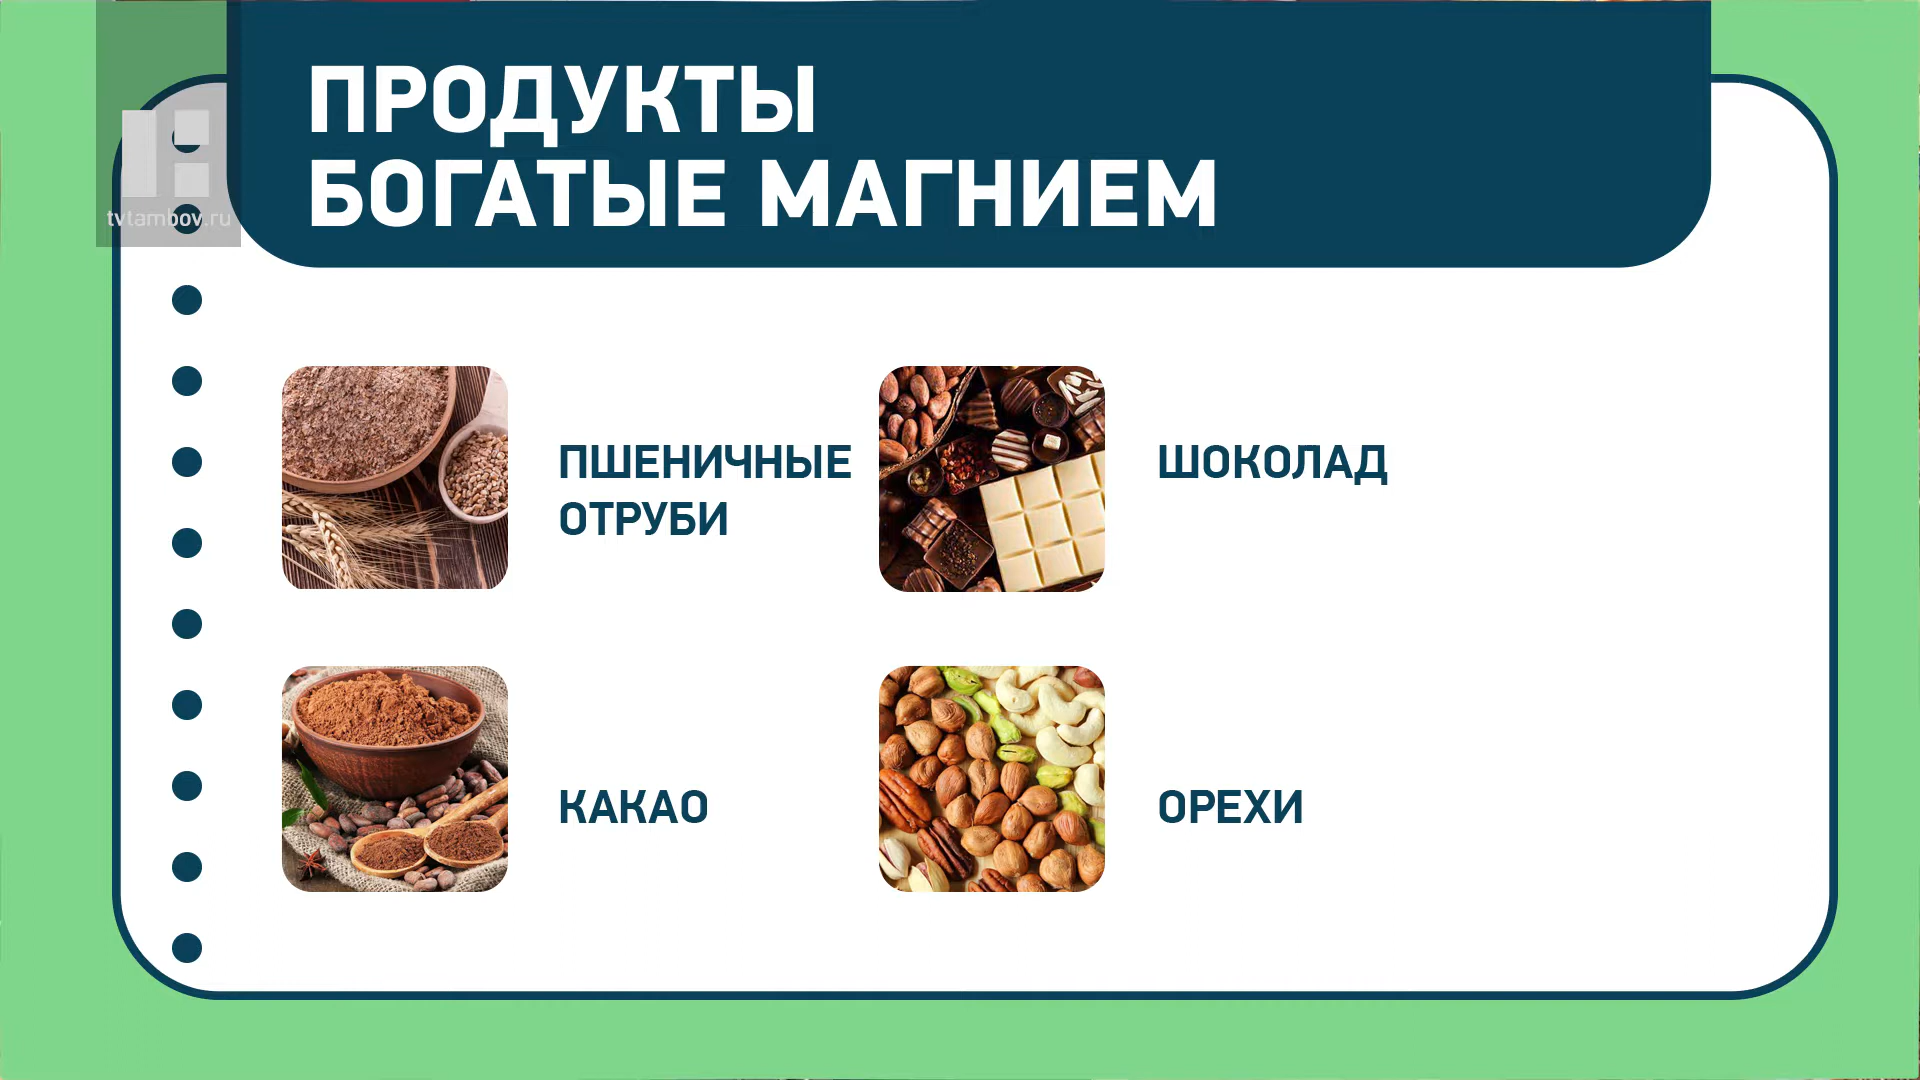 ПРОДУКТЫ
БОГАТЫЕ МАГНИЕМ
tvtambov.ru
ПШЕНИЧНЫЕ
ОТРУБИ
ШОКОЛАД
КАКАО
ОРЕХИ